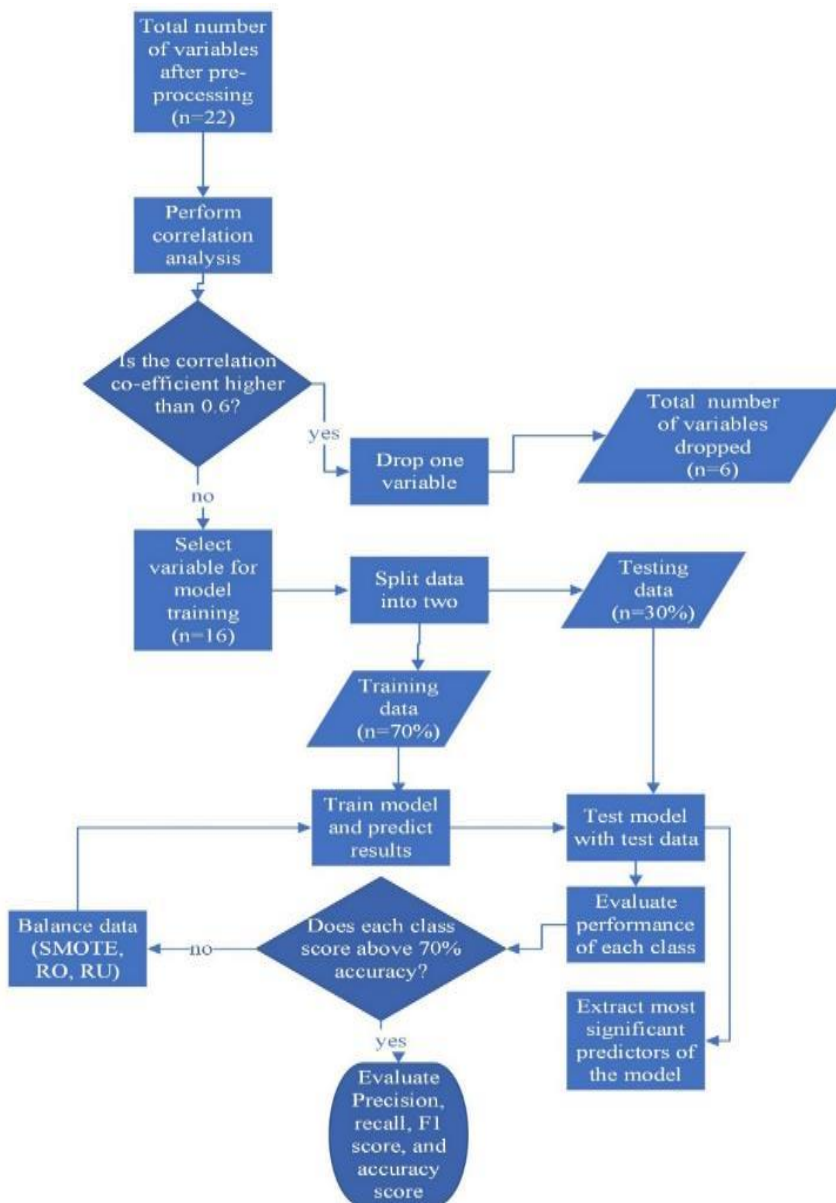 Total number
of variables
after pre-
processing
(n=22)
Perform
correlation
analysis
Is the correlation
co-efficient higher
than 0.6?
yes
Drop one
variable
Total number
of variables
dropped
(n=6)
no
Select
variable for
model
training
(n=16)
Split data
into two
Testing
data
(n=30%)
Training
data
(n=70%)
Train model
and predict
results
Test model
with test data
Evaluate
performance
of each class
Does each class
score above 70%
accuracy?
no
Balance data
(SMOTE,
RO, RU)
Extract most
significant
predictors of
the model
yes
Evaluate
Precision,
recall, F1
score, and
accuracy
score